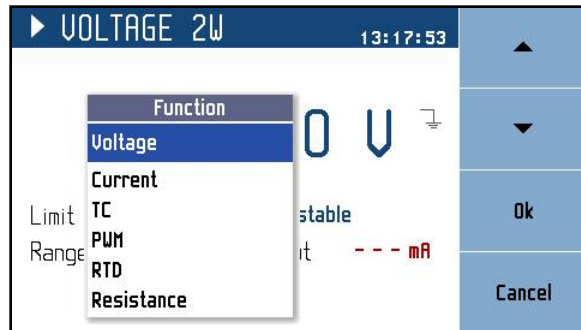 VOLTAGE 2W 13:17:53
Function
Voltage
Current
TC
PWM
RTD
Resistance
0 V
Limit stable
Range --- mA
Ok
Cancel